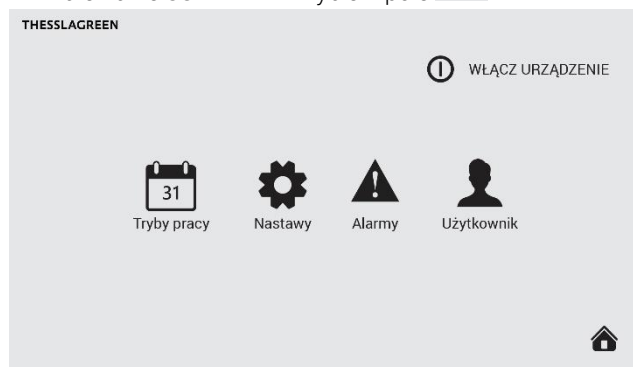 THESSLAGREEN
WŁĄCZ URZĄDZENIE
31
Tryby pracy
Nastawy
Alarmy
Użytkownik